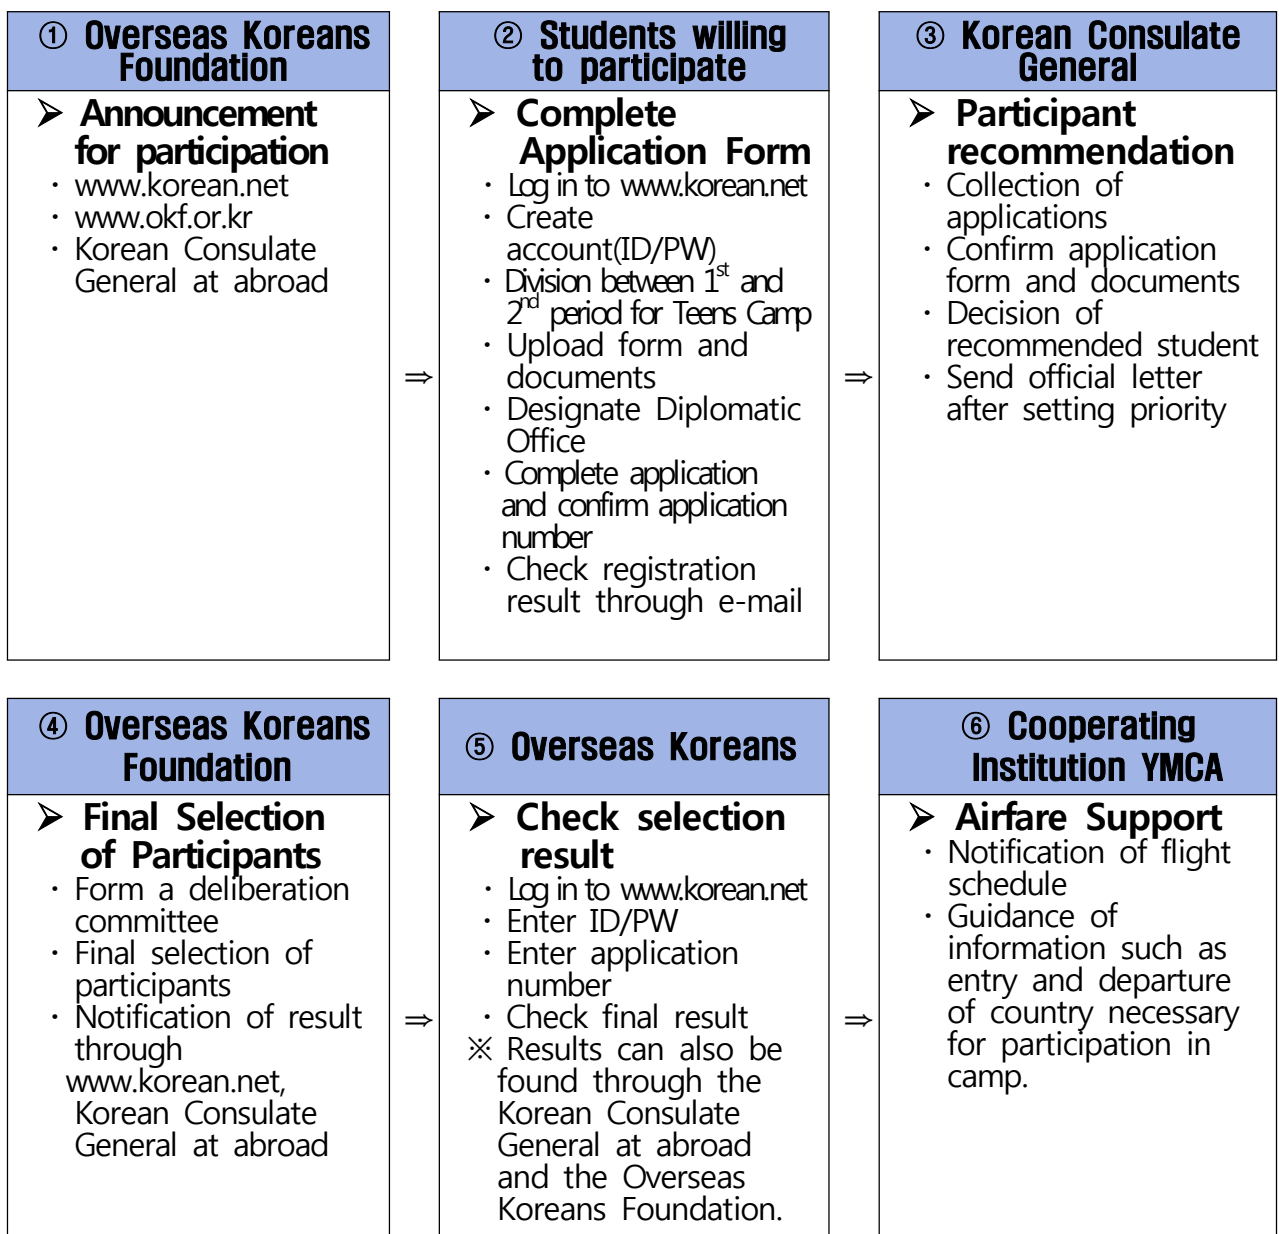 ① Overseas Koreans
Foundation
➢ Announcement
for participation
· www.korean.net
· www.okf.or.kr
· Korean Consulate
General at abroad
⇒
② Students willing
to participate
➢ Complete
Application Form
· Log in to www.korean.net
· Create
account(ID/PW)
· Division between 1st and
2nd period for Teens Camp
· Upload form and
documents
· Designate Diplomatic
Office
· Complete application
and confirm application
number
· Check registration
result through e-mail
⇒
③ Korean Consulate
General
➢ Participant
recommendation
· Collection of
applications
· Confirm application
form and documents
· Decision of
recommended student
· Send official letter
after setting priority
④ Overseas Koreans
Foundation
➢ Final Selection
of Participants
· Form a deliberation
committee
· Final selection of
participants
· Notification of result
through
www.korean.net,
Korean Consulate
General at abroad
⇒
⑤ Overseas Koreans
➢ Check selection
result
· Log in to www.korean.net
· Enter ID/PW
· Enter application
number
· Check final result
※ Results can also be
found through the
Korean Consulate
General at abroad
and the Overseas
Koreans Foundation.
⇒
⑥ Cooperating
Institution YMCA
➢ Airfare Support
· Notification of flight
schedule
· Guidance of
information such as
entry and departure
of country necessary
for participation in
camp.